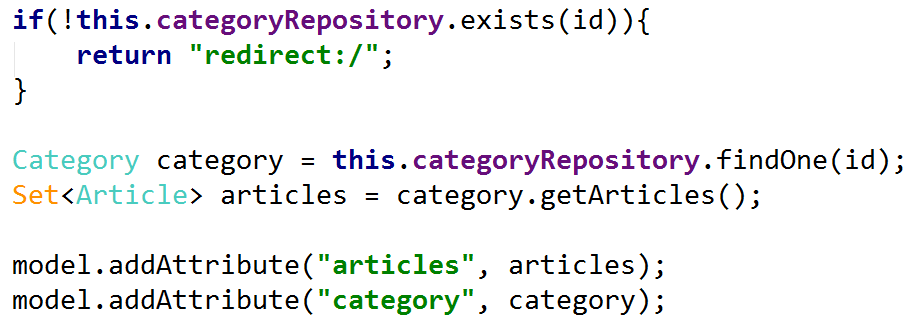 if(!this.categoryRepository.exists(id)){
    return "redirect:/";
}

Category category = this.categoryRepository.findOne(id);
Set<Article> articles = category.getArticles();

model.addAttribute("articles", articles);
model.addAttribute("category", category);